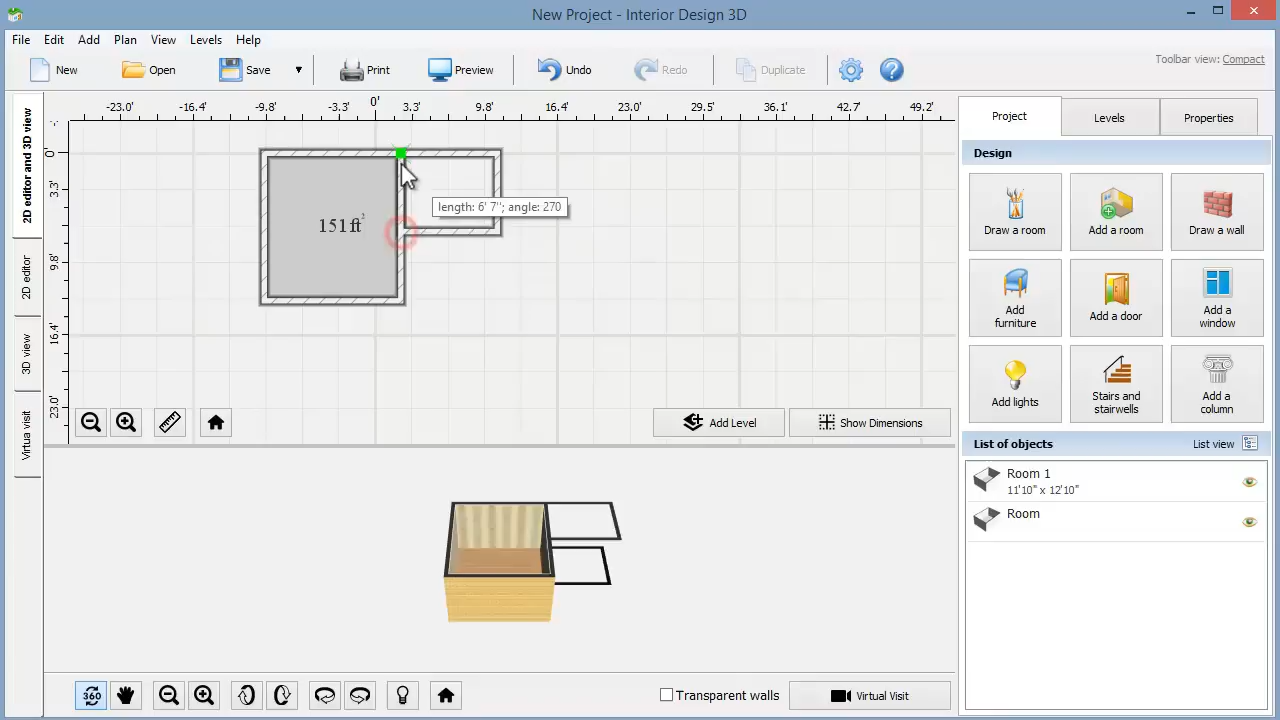 New Project - Interior Design 3D
File Edit Add Plan View Levels Help
New Open Save Print Preview Undo Redo Duplicate
Toolbar view: Compact
2D editor and 3D view
2D editor
3D view
Virtua visit
-23.0' -16.4' -9.8' -3.3' 0' 3.3' 9.8' 16.4' 23.0' 29.5' 36.1' 42.7' 49.2'
0'
3.3'
9.8'
16.4'
23.0'
151 ft²
length: 6' 7"; angle: 270
Add Level Show Dimensions
360
Transparent walls
Virtual Visit
Project Levels Properties
Design
Draw a room Add a room Draw a wall
Add furniture
Add a door
Add a window
Add lights
Stairs and stairwells
Add a column
List of objects List view
Room 1
11'10" x 12'10"
Room